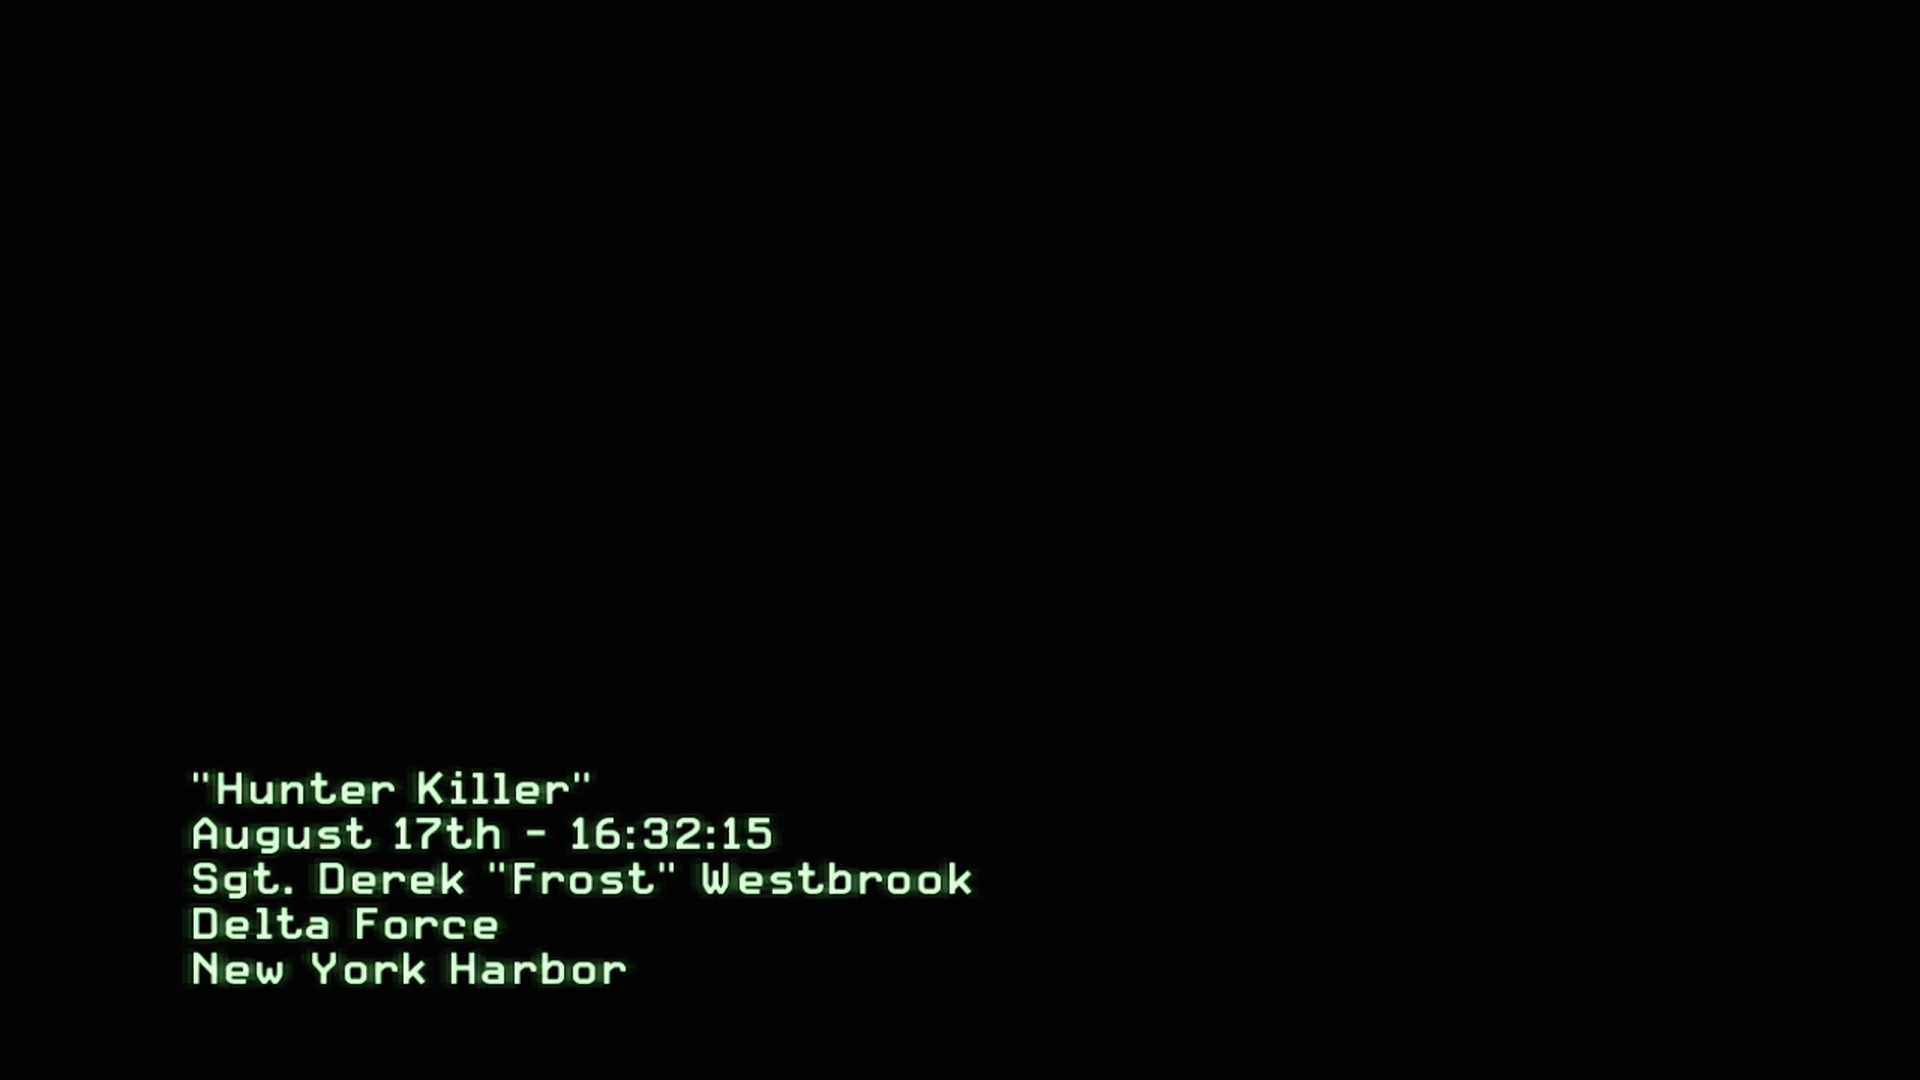 "Hunter Killer"
August 17th - 16:32:15
Sgt. Derek "Frost" Westbrook
Delta Force
New York Harbor